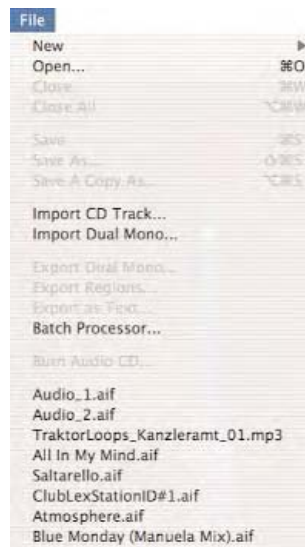 File
New
Open... ⌘O
Close ⌘W
Close All ⌥⌘W
Save ⌘S
Save As... ⇧⌘S
Save A Copy As... ⌥⌘S
Import CD Track...
Import Dual Mono...
Export Dual Mono...
Export Regions...
Export as Text...
Batch Processor...
Burn Audio CD...
Audio_1.aif
Audio_2.aif
TraktorLoops_Kanzleramt_01.mp3
All In My Mind.aif
Saltarello.aif
ClubLexStationID#1.aif
Atmosphere.aif
Blue Monday (Manuela Mix).aif